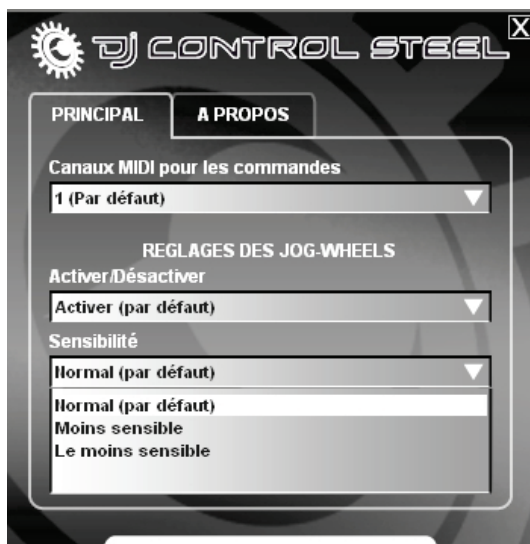 DJ CONTROL STEEL
X
PRINCIPAL
A PROPOS
Canaux MIDI pour les commandes
1 (Par défaut)
REGLAGES DES JOG-WHEELS
Activer/Désactiver
Activer (par défaut)
Sensibilité
Normal (par défaut)
Normal (par défaut)
Moins sensible
Le moins sensible